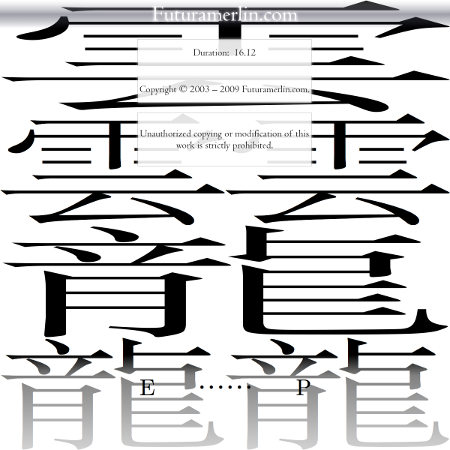 Futuramerlin.com
Duration: 16.12
Copyright © 2003 – 2009 Futuramerlin.com.
Unauthorized copying or modification of this
work is strictly prohibited.
𱁬
E ...... P